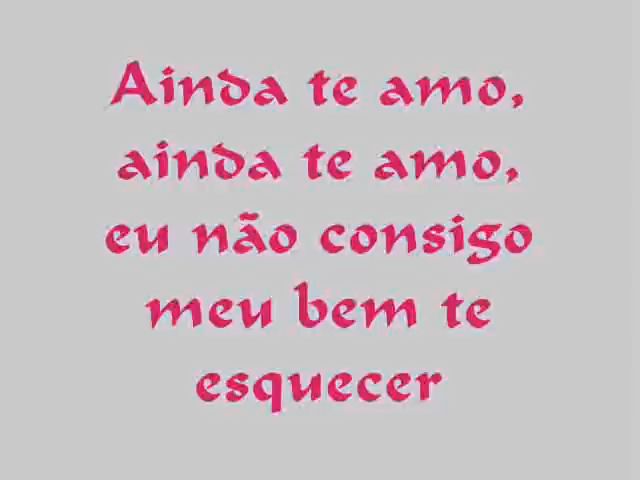 Ainda te amo,
ainda te amo,
eu não consigo
meu bem te
esquecer